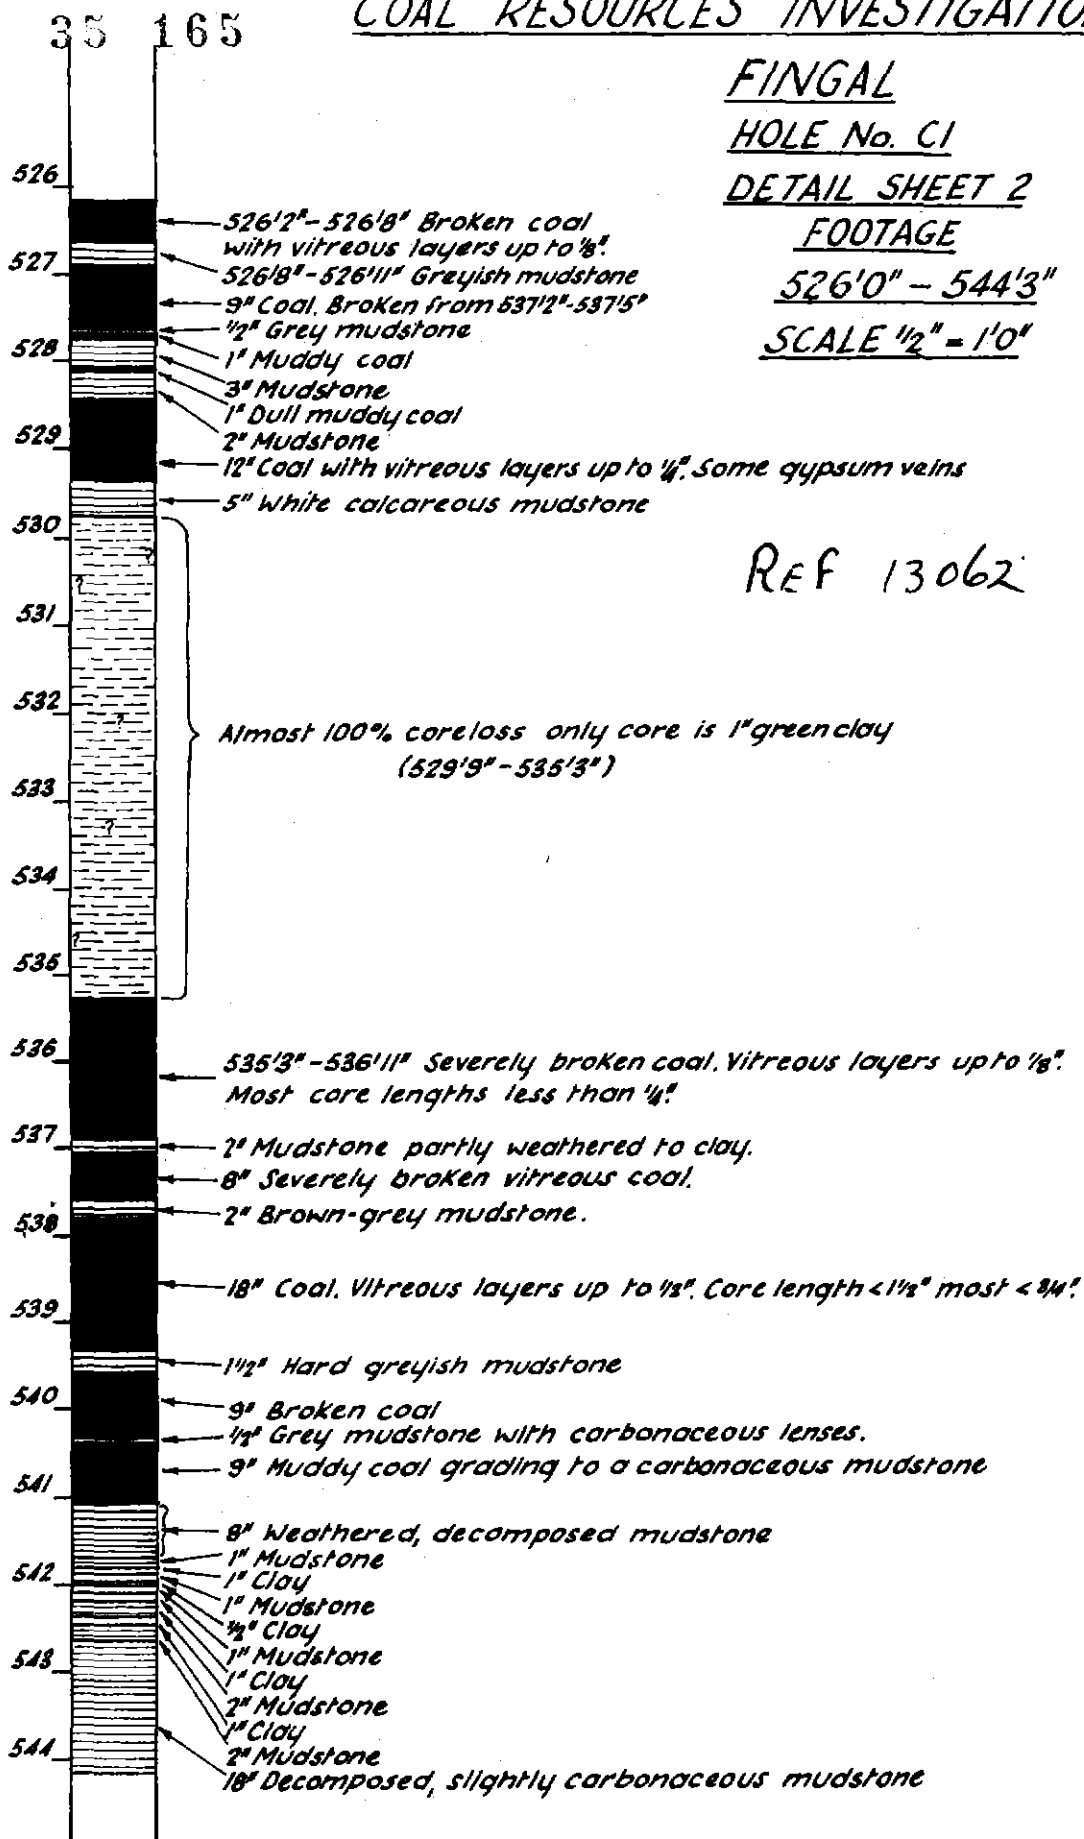 35 165
COAL RESOURCES INVESTIGATION
FINGAL
HOLE No. C1
DETAIL SHEET 2
FOOTAGE
526'0" - 544'3"
SCALE 1/2" = 1'0"
REF 13062
526
526'2"-526'8" Broken coal
with vitreous layers up to 1/8".
526'8"-526'11" Greyish mudstone
527
9" Coal. Broken from 537'2"-537'5"
1/2" Grey mudstone
1" Muddy coal
528
3" Mudstone
1" Dull muddy coal
2" Mudstone
529
12" Coal with vitreous layers up to 1/4". Some gypsum veins
5" White calcareous mudstone
530
?
?
531
532
?
Almost 100% coreloss only core is 1" green clay
(529'9"-535'3")
533
?
534
?
535
536
535'3"-536'11" Severely broken coal. Vitreous layers up to 1/8".
Most core lengths less than 1/4".
537
2" Mudstone partly weathered to clay.
8" Severely broken vitreous coal.
2" Brown-grey mudstone.
538
18" Coal. Vitreous layers up to 1/2". Core length <1 1/2" most < 3/4".
539
1 1/2" Hard greyish mudstone
540
9" Broken coal
1/2" Grey mudstone with carbonaceous lenses.
9" Muddy coal grading to a carbonaceous mudstone
541
8" Weathered, decomposed mudstone
1" Mudstone
542
1" Clay
1" Mudstone
1/2" Clay
1" Mudstone
543
1" Clay
2" Mudstone
1" Clay
544
2" Mudstone
18" Decomposed, slightly carbonaceous mudstone